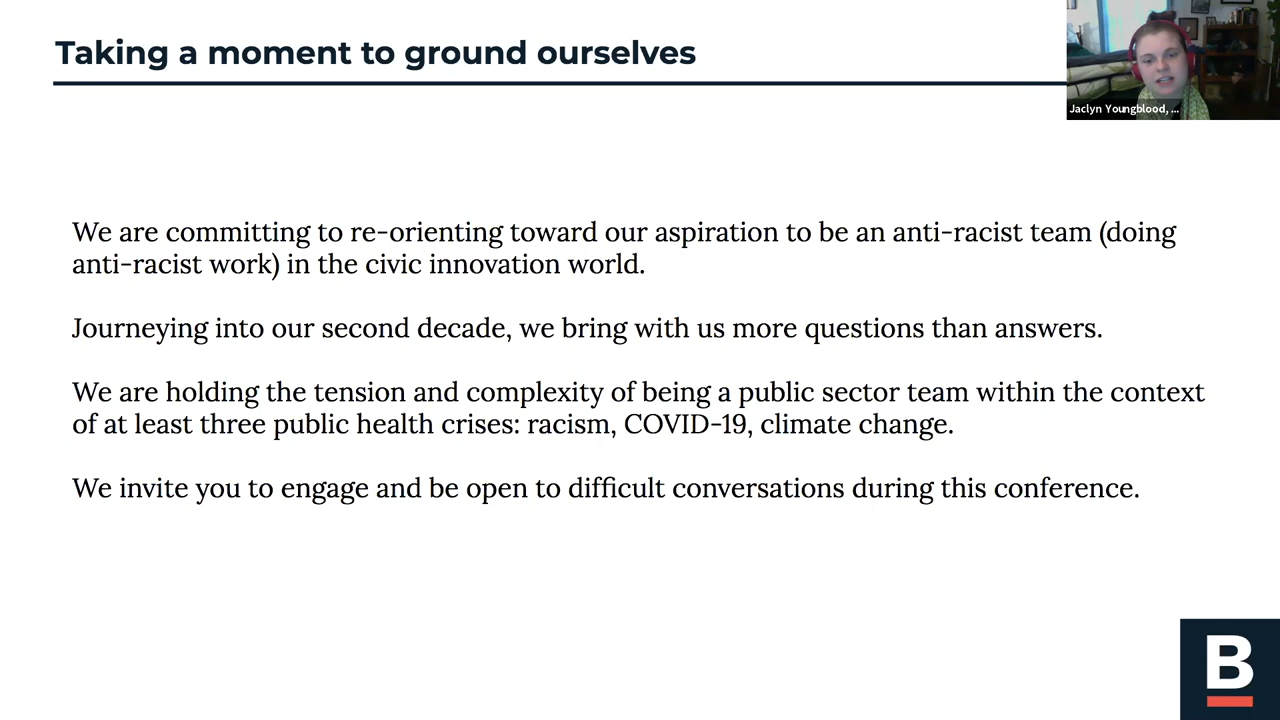 Taking a moment to ground ourselves
Jaclyn Youngblood, ...
We are committing to re-orienting toward our aspiration to be an anti-racist team (doing
anti-racist work) in the civic innovation world.
Journeying into our second decade, we bring with us more questions than answers.
We are holding the tension and complexity of being a public sector team within the context
of at least three public health crises: racism, COVID-19, climate change.
We invite you to engage and be open to difficult conversations during this conference.
B